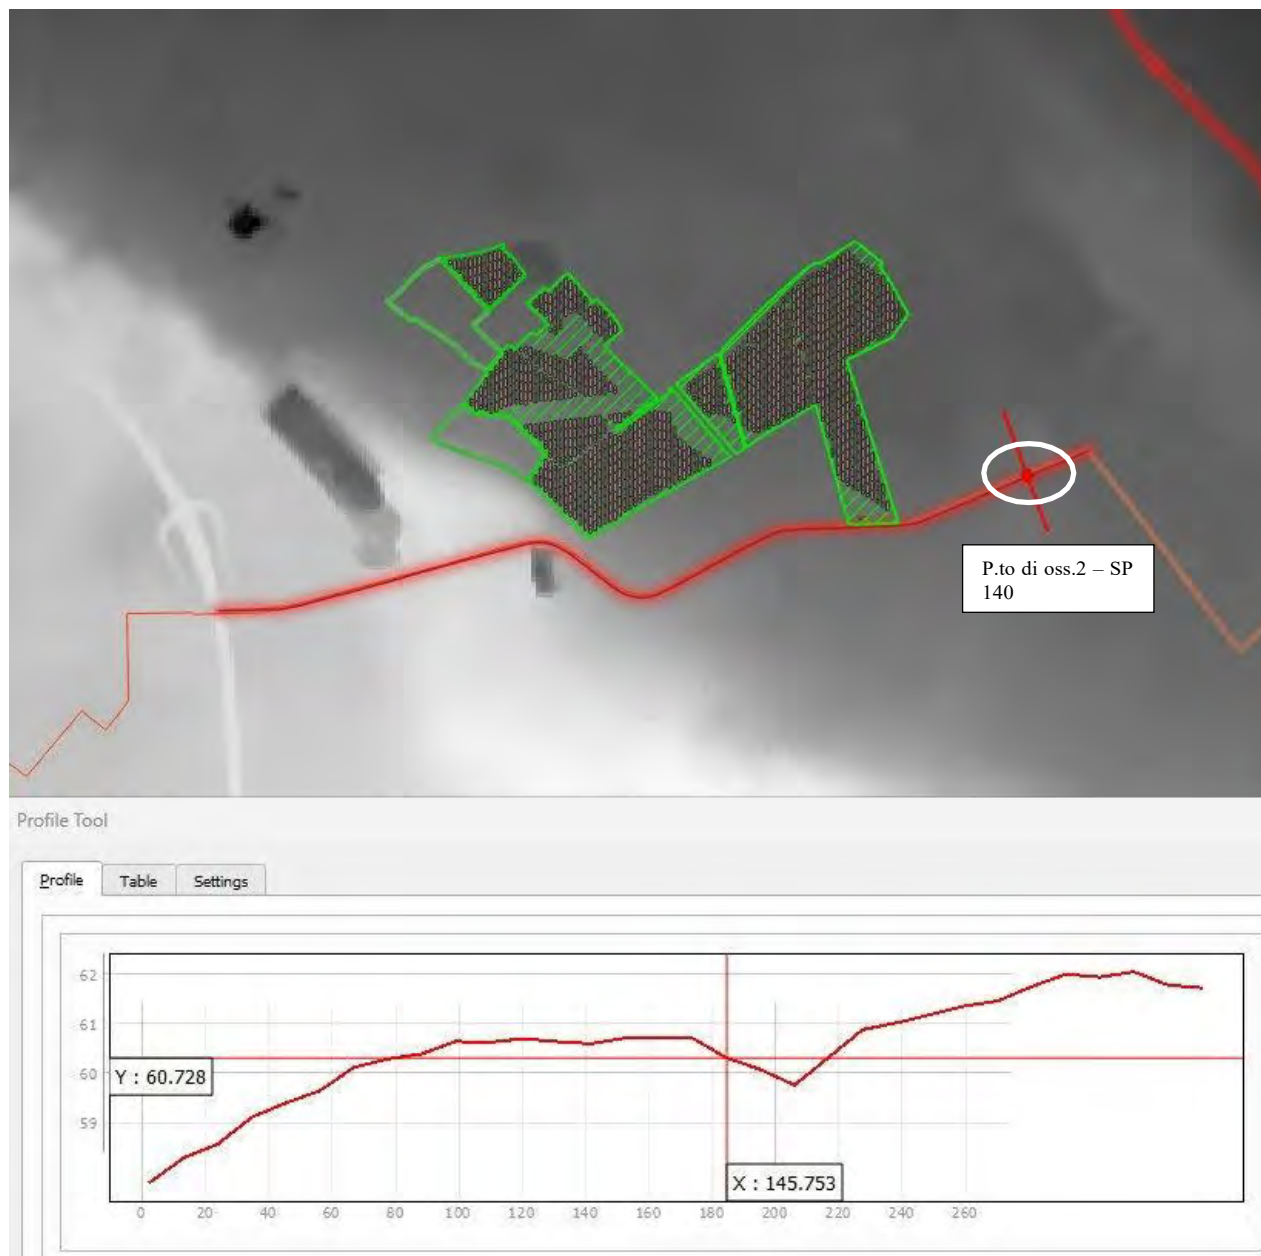 P.to di oss.2 – SP
140
Profile Tool
Profile Table Settings
62
61
60
59
Y : 60.728
X : 145.753
0 20 40 60 80 100 120 140 160 180 200 220 240 260